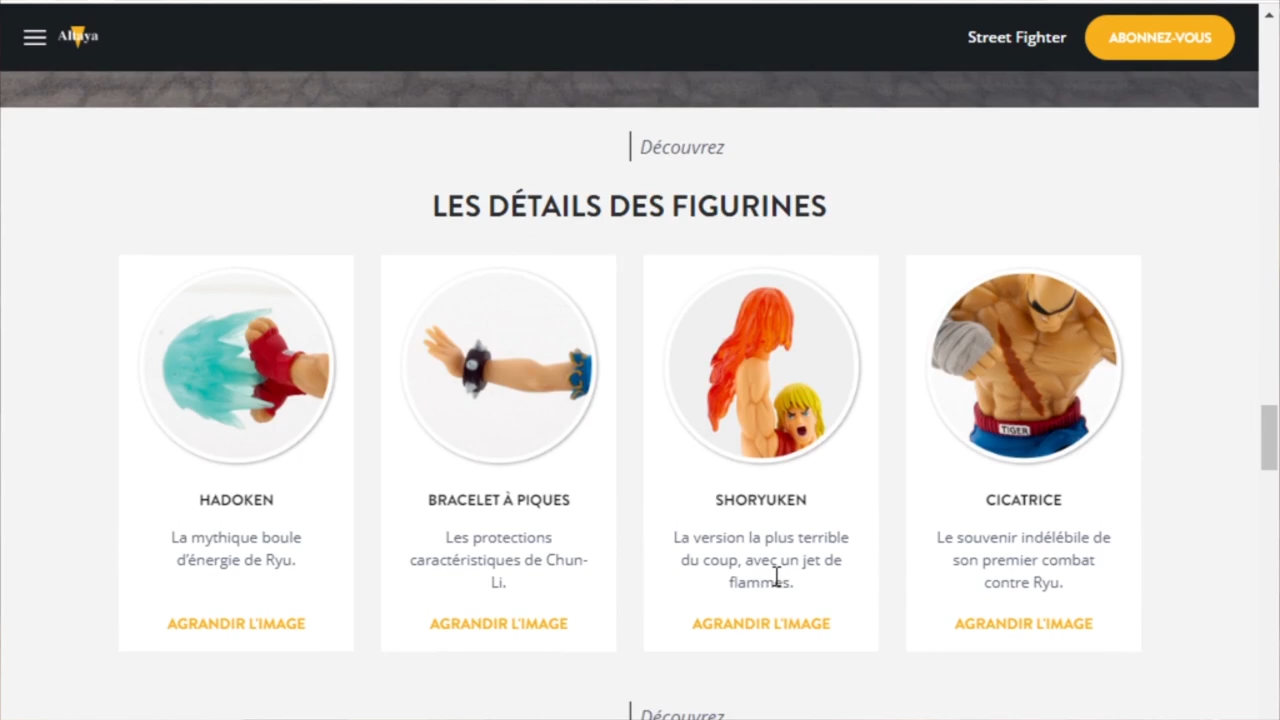 Altaya
Street Fighter
ABONNEZ-VOUS
Découvrez
LES DÉTAILS DES FIGURINES
TIGER
HADOKEN
La mythique boule
d'énergie de Ryu.
AGRANDIR L'IMAGE
BRACELET À PIQUES
Les protections
caractéristiques de Chun-
Li.
AGRANDIR L'IMAGE
SHORYUKEN
La version la plus terrible
du coup, avec un jet de
flammes.
AGRANDIR L'IMAGE
CICATRICE
Le souvenir indélébile de
son premier combat
contre Ryu.
AGRANDIR L'IMAGE
Découvrez